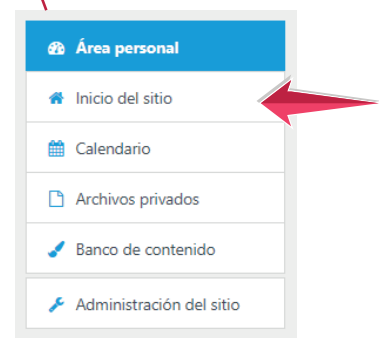 Área personal
Inicio del sitio
Calendario
Archivos privados
Banco de contenido
Administración del sitio